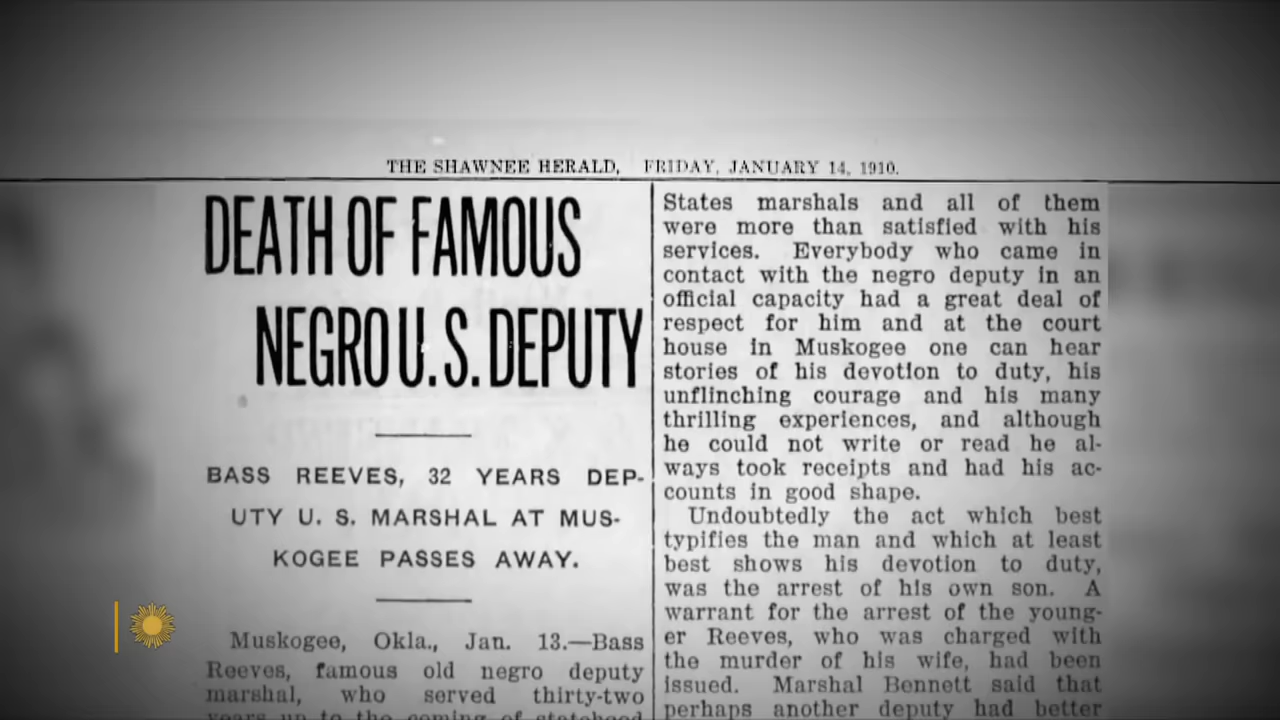 THE SHAWNEE HERALD, FRIDAY, JANUARY 14, 1910.
DEATH OF FAMOUS
NEGRO U. S. DEPUTY
BASS REEVES, 32 YEARS DEP-
UTY U. S. MARSHAL AT MUS-
KOGEE PASSES AWAY.
Muskogee, Okla., Jan. 13.—Bass
Reeves, famous old negro deputy
marshal, who served thirty-two
years up to the coming of statehood
States marshals and all of them
were more than satisfied with his
services. Everybody who came in
contact with the negro deputy in an
official capacity had a great deal of
respect for him and at the court
house in Muskogee one can hear
stories of his devotion to duty, his
unflinching courage and his many
thrilling experiences, and although
he could not write or read he al-
ways took receipts and had his ac-
counts in good shape.
Undoubtedly the act which best
typifies the man and which at least
best shows his devotion to duty,
was the arrest of his own son. A
warrant for the arrest of the young-
er Reeves, who was charged with
the murder of his wife, had been
issued. Marshal Bennett said that
perhaps another deputy had better